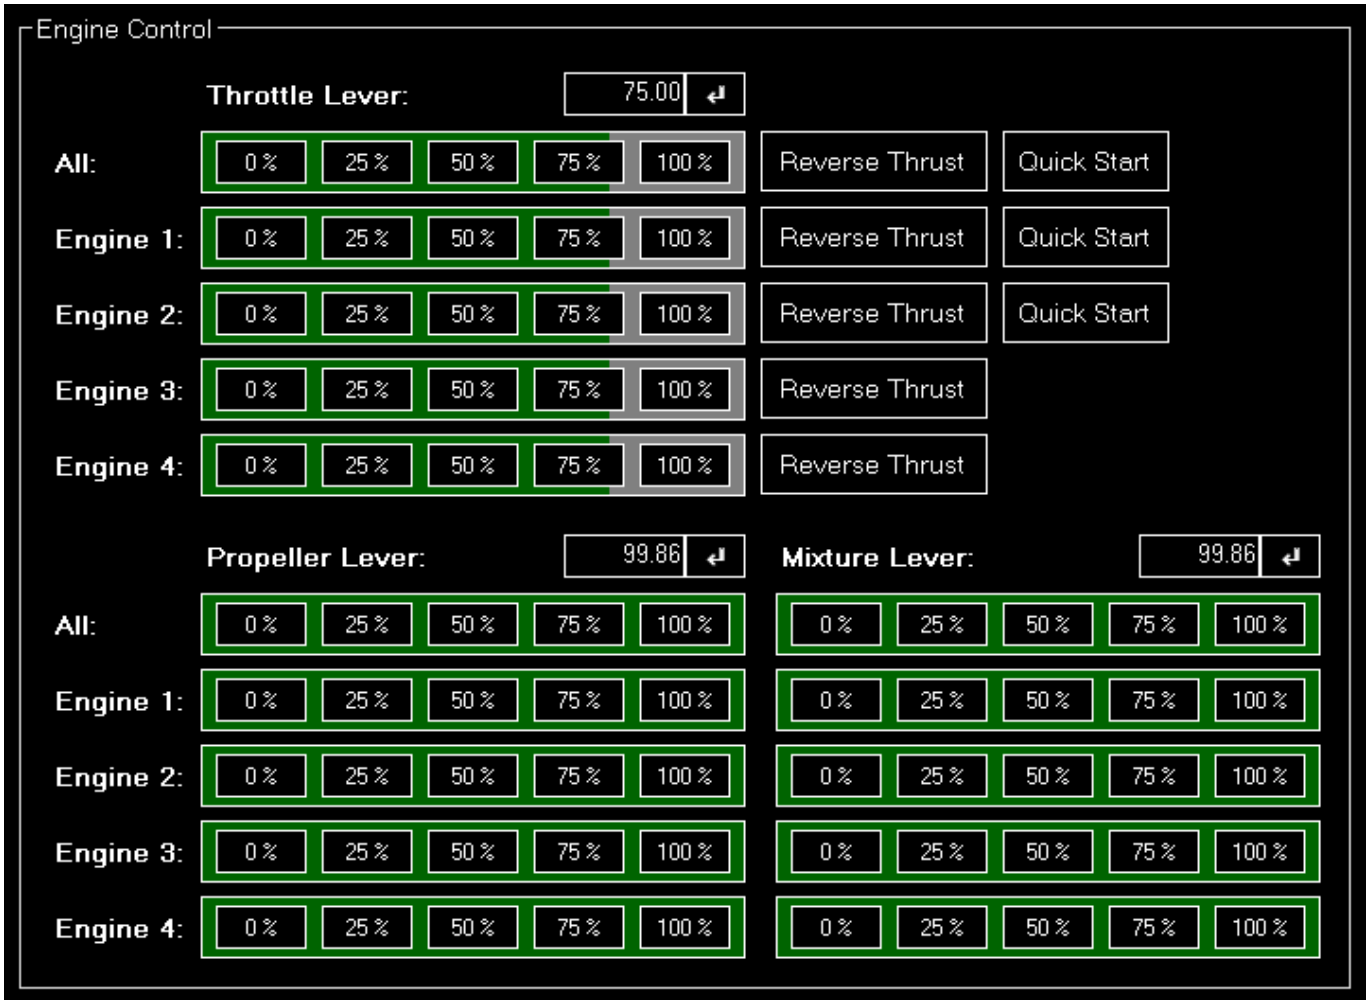 Engine Control
Throttle Lever: 75.00 ↵
All: 0 % 25 % 50 % 75 % 100 % Reverse Thrust Quick Start
Engine 1: 0 % 25 % 50 % 75 % 100 % Reverse Thrust Quick Start
Engine 2: 0 % 25 % 50 % 75 % 100 % Reverse Thrust Quick Start
Engine 3: 0 % 25 % 50 % 75 % 100 % Reverse Thrust
Engine 4: 0 % 25 % 50 % 75 % 100 % Reverse Thrust
Propeller Lever: 99.86 ↵ Mixture Lever: 99.86 ↵
All: 0 % 25 % 50 % 75 % 100 % 0 % 25 % 50 % 75 % 100 %
Engine 1: 0 % 25 % 50 % 75 % 100 % 0 % 25 % 50 % 75 % 100 %
Engine 2: 0 % 25 % 50 % 75 % 100 % 0 % 25 % 50 % 75 % 100 %
Engine 3: 0 % 25 % 50 % 75 % 100 % 0 % 25 % 50 % 75 % 100 %
Engine 4: 0 % 25 % 50 % 75 % 100 % 0 % 25 % 50 % 75 % 100 %